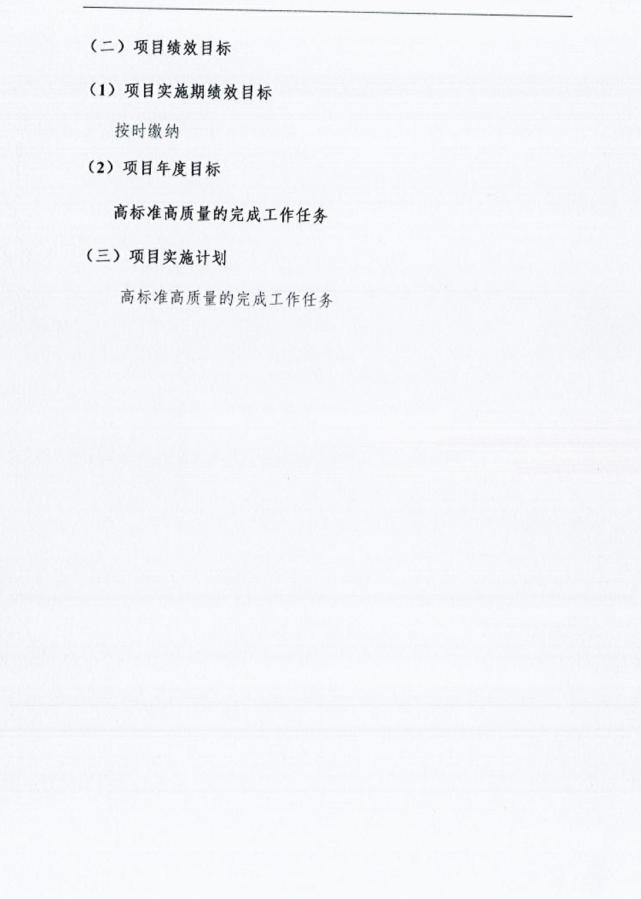 （二）项目绩效目标
（1）项目实施期绩效目标
按时缴纳
（2）项目年度目标
高标准高质量的完成工作任务
（三）项目实施计划
高标准高质量的完成工作任务